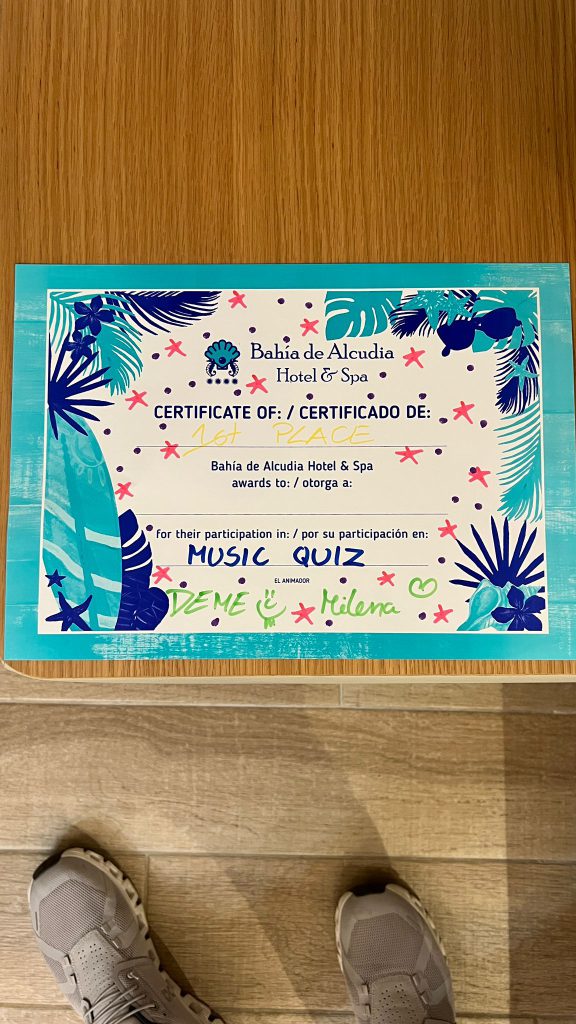 Bahía de Alcudia
Hotel & Spa
CERTIFICATE OF: / CERTIFICADO DE:
1st PLACE
Bahía de Alcudia Hotel & Spa
awards to: / otorga a:
for their participation in: / por su participación en:
MUSIC QUIZ
EL ANIMADOR
DEME Milena